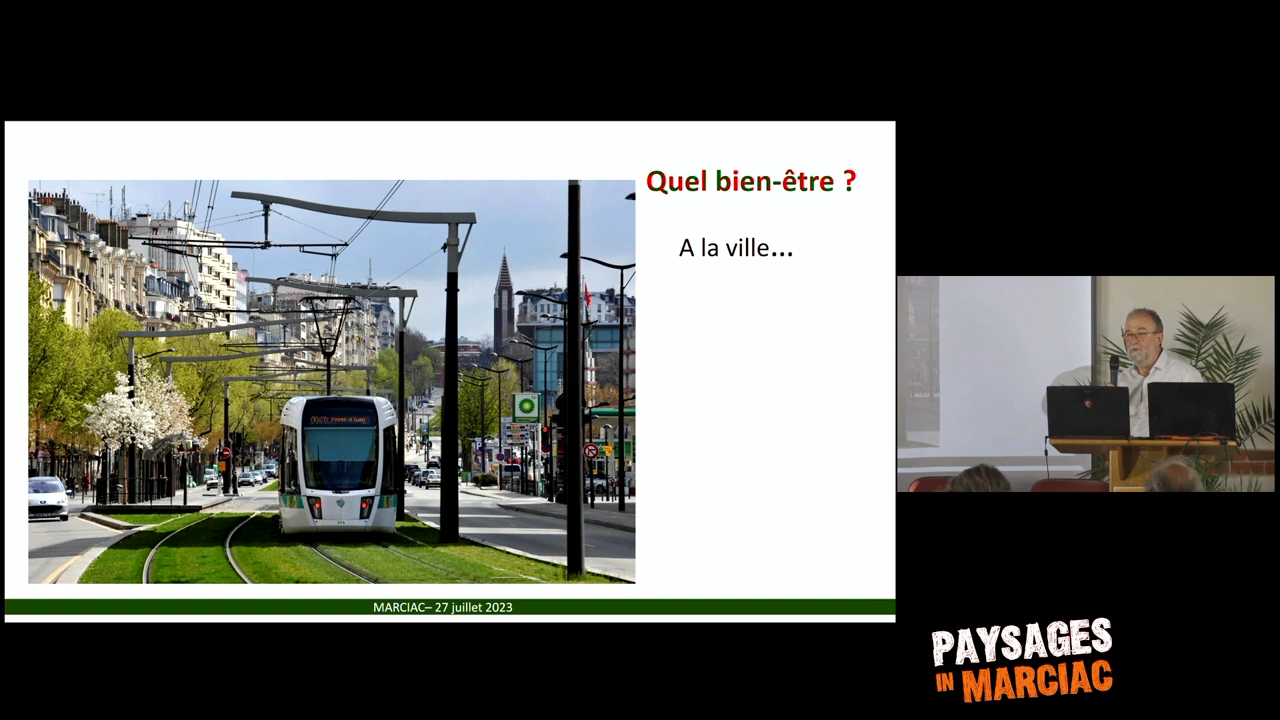 Quel bien-être ?
A la ville...
MARCIAC– 27 juillet 2023
PAYSAGES
IN MARCIAC